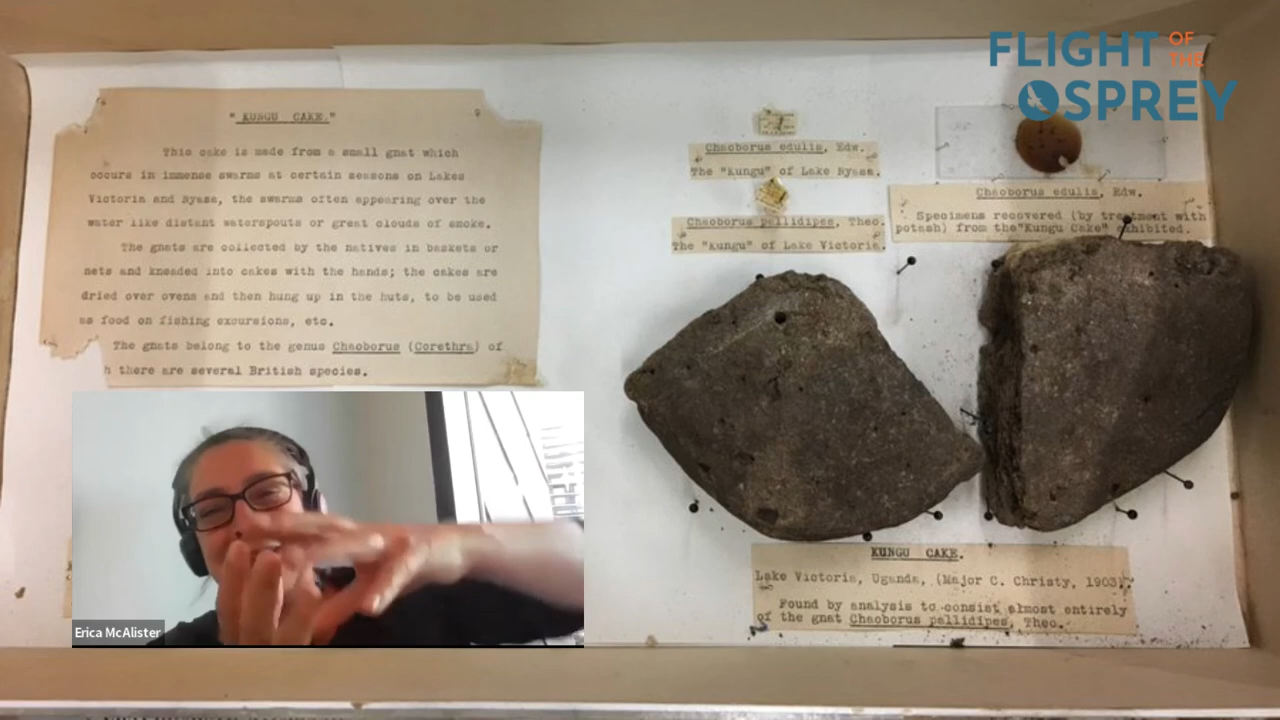 FLIGHT OF THE OSPREY
"KUNGU CAKE."
This cake is made from a small gnat which
occurs in immense swarms at certain seasons on Lakes
Victoria and Nyasa, the swarms often appearing over the
water like distant waterspouts or great clouds of smoke.
The gnats are collected by the natives in baskets or
nets and kneaded into cakes with the hands; the cakes are
dried over ovens and then hung up in the huts, to be used
as food on fishing excursions, etc.
The gnats belong to the genus Chaoborus (Corethra) of
h there are several British species.
Chaoborus edulis, Edw.
The "Kungu" of Lake Nyasa.
Chaoborus pallidipes, Theo.
The "Kungu" of Lake Victoria.
Chaoborus edulis, Edw.
Specimens recovered (by treatment with
potash) from the "Kungu Cake" exhibited.
KUNGU CAKE.
Lake Victoria, Uganda, (Major C. Christy, 1903).
Found by analysis to consist almost entirely
of the gnat Chaoborus pallidipes, Theo.
Erica McAlister